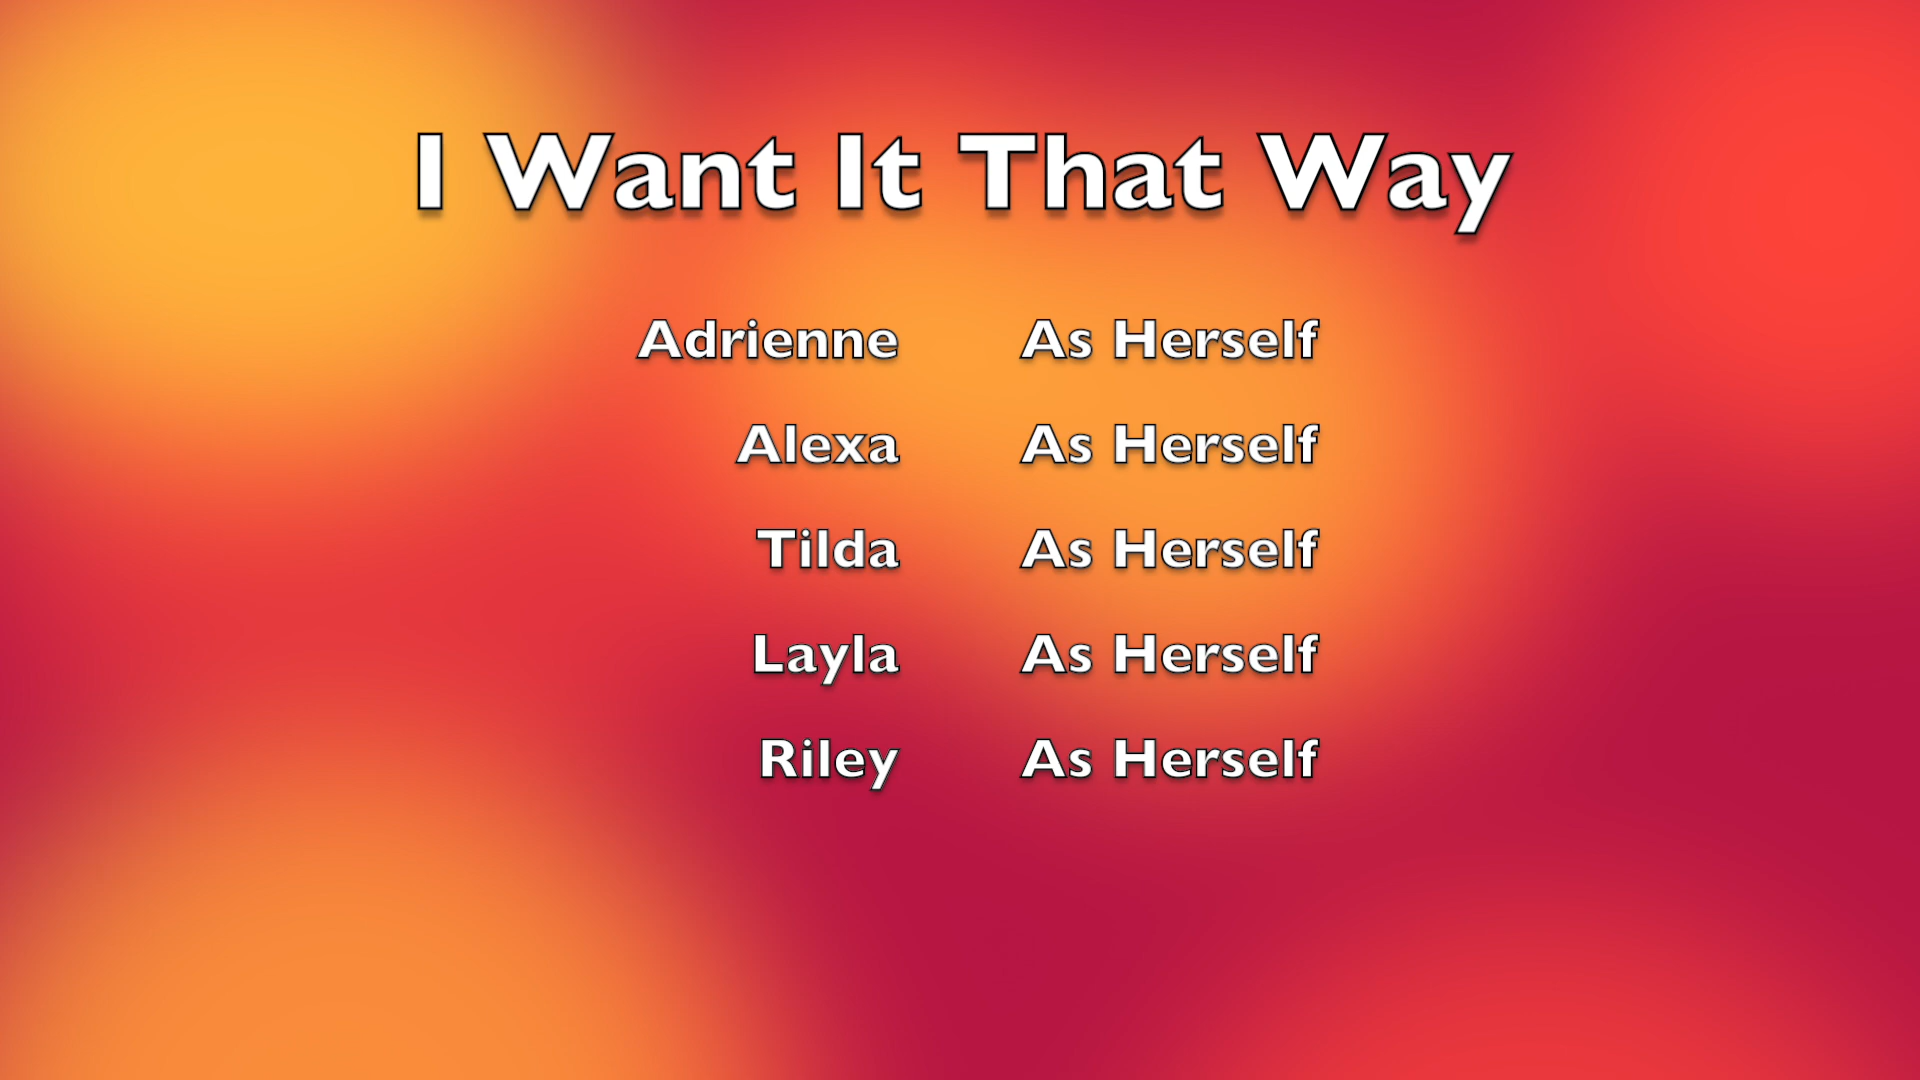 I Want It That Way
Adrienne As Herself
Alexa As Herself
Tilda As Herself
Layla As Herself
Riley As Herself